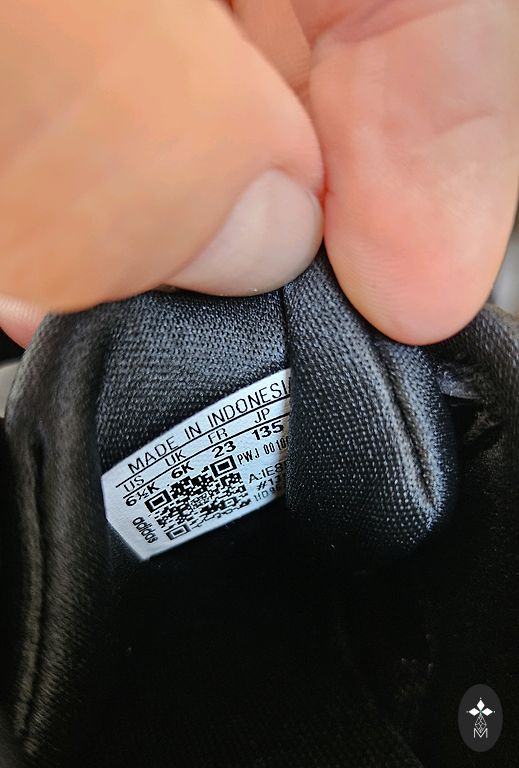 MADE IN INDONESIA
US UK FR JP
6½K 6K 23 135
PWJ
adidas
M